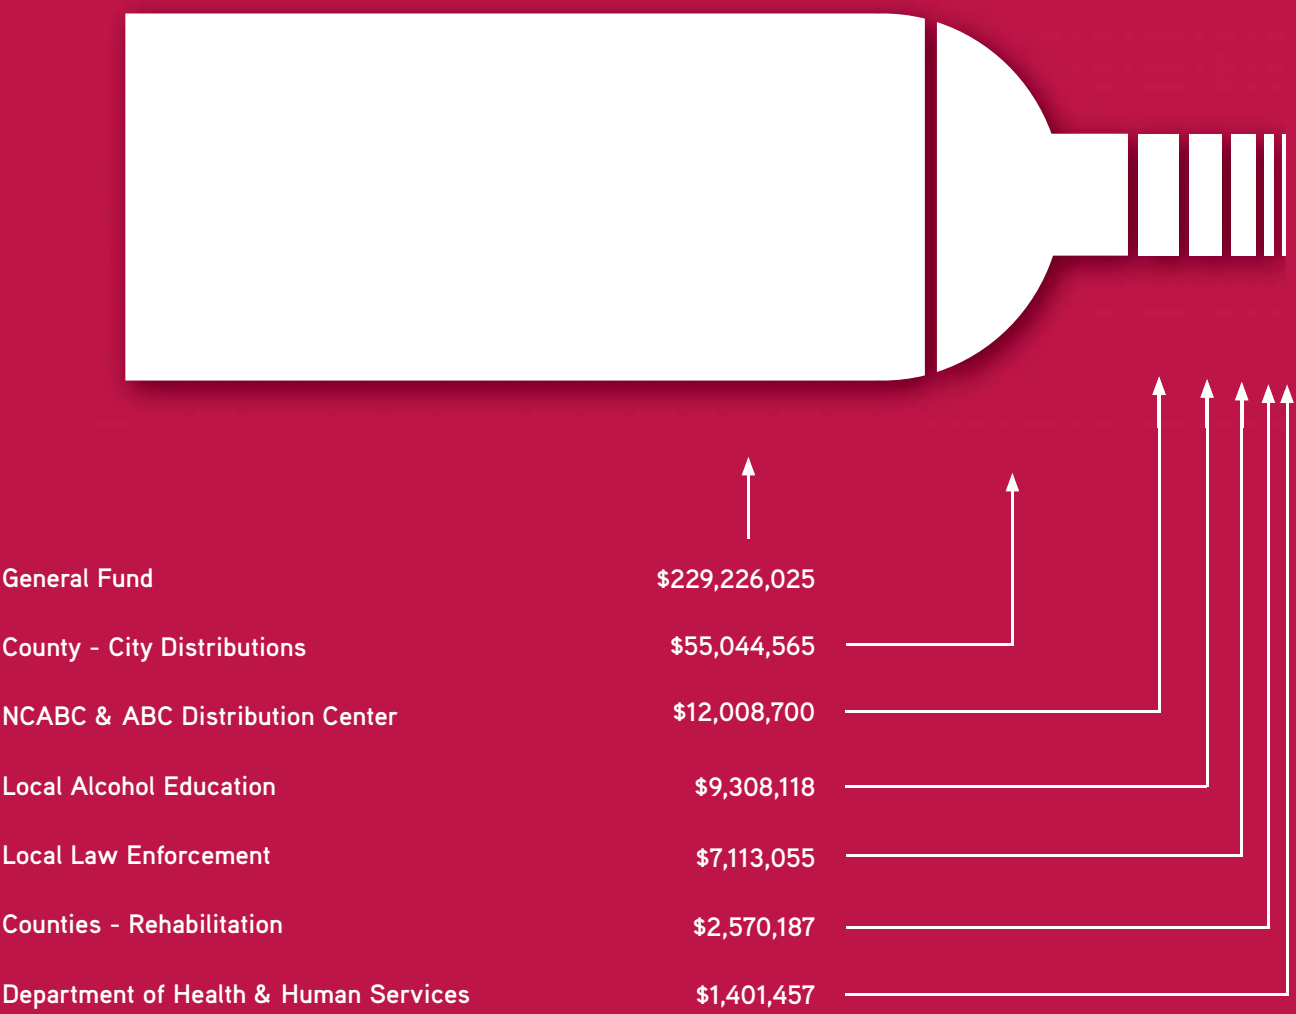 General Fund $229,226,025
County - City Distributions $55,044,565
NCABC & ABC Distribution Center $12,008,700
Local Alcohol Education $9,308,118
Local Law Enforcement $7,113,055
Counties - Rehabilitation $2,570,187
Department of Health & Human Services $1,401,457